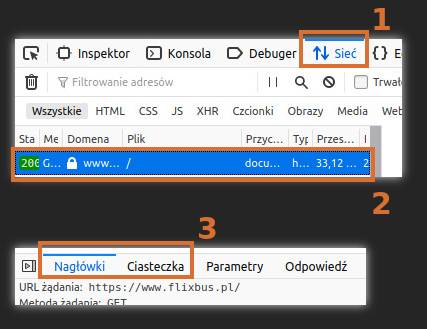 1
Inspektor Konsola Debuger Sieć
Filtrowanie adresów Trwałe
Wszystkie HTML CSS JS XHR Czcionki Obrazy Media Web
Sta Me Domena Plik Przyc... Typ Przes...
200 G... www... / docu... h... 33,12 ... 2
2
3
Nagłówki Ciasteczka Parametry Odpowiedź
URL żądania: https://www.flixbus.pl/
Metoda żądania: GET